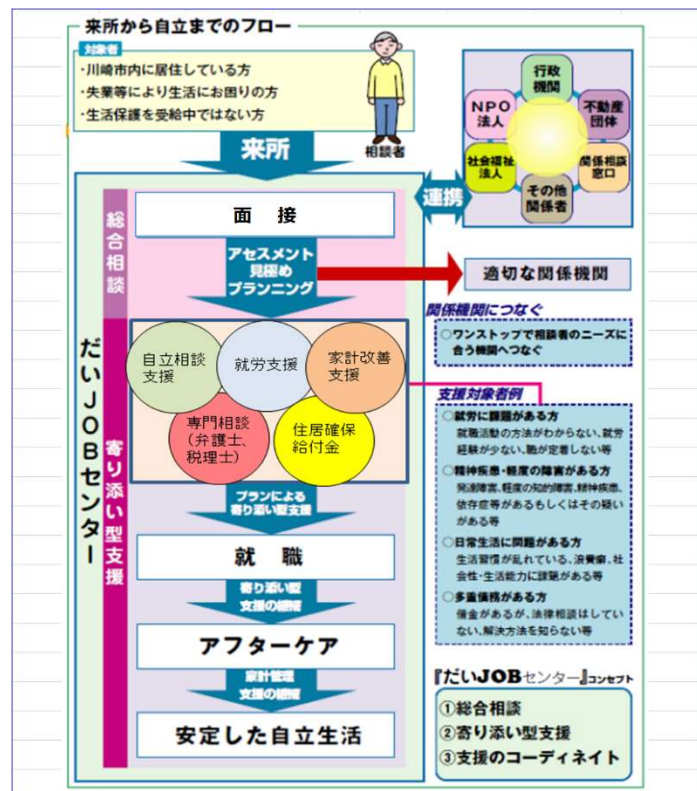 来所から自立までのフロー
対象者
・川崎市内に居住している方
・失業等により生活にお困りの方
・生活保護を受給中ではない方
相談者
行政
機関
NPO
法人
不動産
団体
社会福祉
法人
関係相談
窓口
その他
関係者
来所
連携
だいJOBセンター
総合相談
面接
アセスメント
見極め
プランニング
適切な関係機関
関係機関につなぐ
○ワンストップで相談者のニーズに
合う機関へつなぐ
寄り添い型支援
自立相談
支援
就労支援
家計改善
支援
専門相談
(弁護士、
税理士)
住居確保
給付金
支援対象者例
○就労に課題がある方
就職活動の方法がわからない、就労
経験が少ない、職が定着しない等
○精神疾患・軽度の障害がある方
発達障害、軽度の知的障害、精神疾患、
依存症等があるもしくはその疑い
がある等
○日常生活に問題がある方
生活習慣が乱れている、浪費癖、社
会性・生活能力に課題がある等
○多重債務がある方
借金があるが、法律相談はしてい
ない、解決方法を知らない等
プランによる
寄り添い型支援
就職
寄り添い型
支援の継続
アフターケア
家計管理
支援の継続
安定した自立生活
『だいJOBセンター』コンセプト
①総合相談
②寄り添い型支援
③支援のコーディネイト